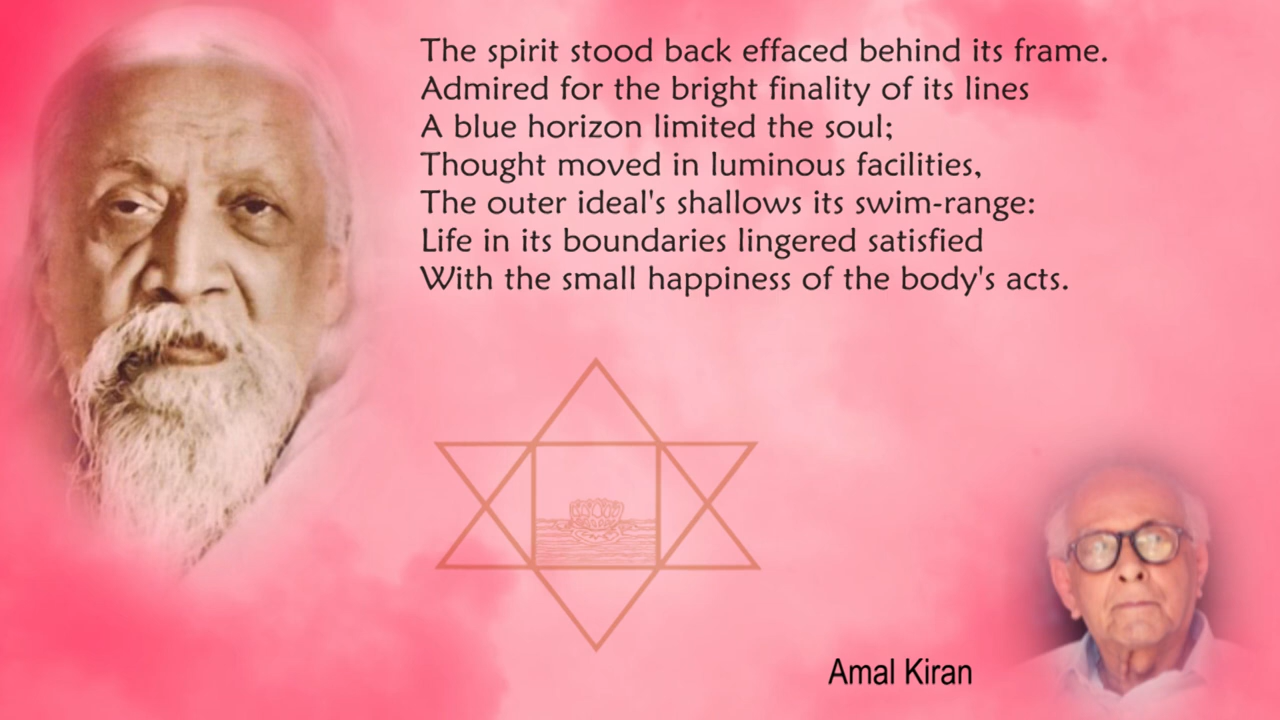 The spirit stood back effaced behind its frame.
Admired for the bright finality of its lines
A blue horizon limited the soul;
Thought moved in luminous facilities,
The outer ideal's shallows its swim-range:
Life in its boundaries lingered satisfied
With the small happiness of the body's acts.
Amal Kiran